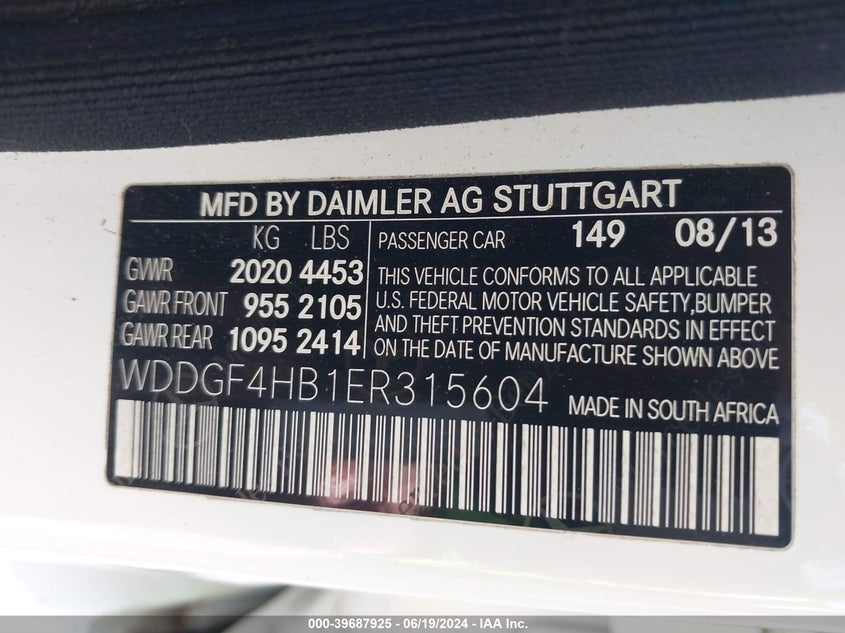 MFD BY DAIMLER AG STUTTGART
KG LBS
GVWR 2020 4453
GAWR FRONT 955 2105
GAWR REAR 1095 2414
PASSENGER CAR 149 08/13
THIS VEHICLE CONFORMS TO ALL APPLICABLE
U.S. FEDERAL MOTOR VEHICLE SAFETY,BUMPER
AND THEFT PREVENTION STANDARDS IN EFFECT
ON THE DATE OF MANUFACTURE SHOWN ABOVE
WDDGF4HB1ER315604 MADE IN SOUTH AFRICA
000-39687925 - 06/19/2024 - IAA Inc.